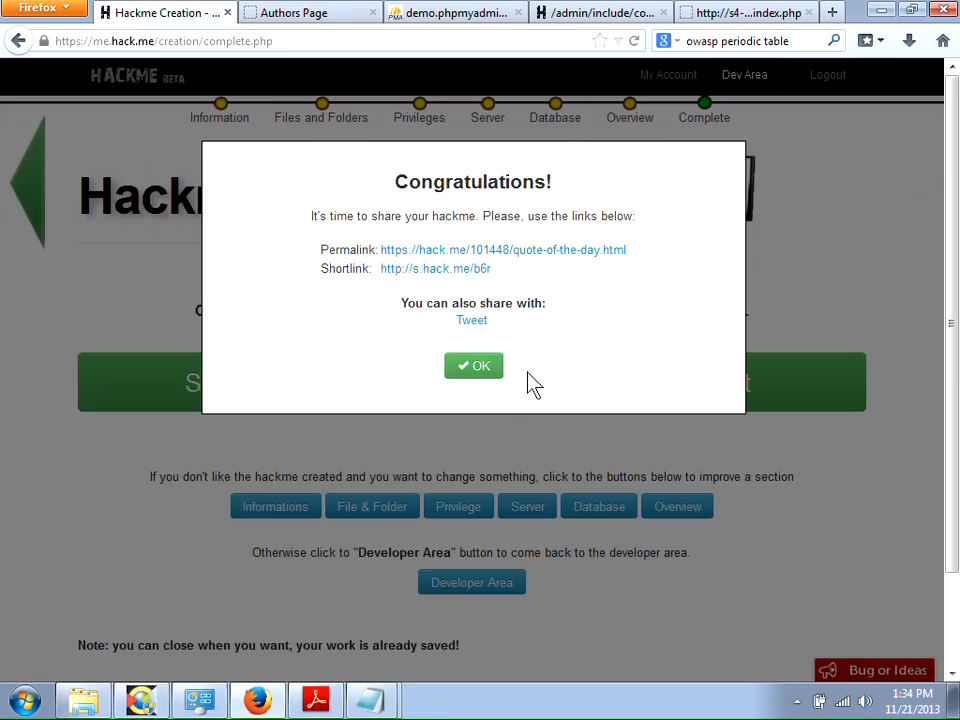 Firefox
Hackme Creation - ...
Authors Page
demo.phpmyadmi...
/admin/include/co...
http://s4-...index.php
https://me.hack.me/creation/complete.php
owasp periodic table
HACKME BETA
My Account
Dev Area
Logout
Information
Files and Folders
Privileges
Server
Database
Overview
Complete
Hackm
Congratulations!
It's time to share your hackme. Please, use the links below:
Permalink: https://hack.me/101448/quote-of-the-day.html
Shortlink: http://s.hack.me/b6r
You can also share with:
Tweet
OK
If you don't like the hackme created and you want to change something, click to the buttons below to improve a section
Informations
File & Folder
Privilege
Server
Database
Overview
Otherwise click to "Developer Area" button to come back to the developer area.
Developer Area
Note: you can close when you want, your work is already saved!
Bug or Ideas
1:34 PM
11/21/2013